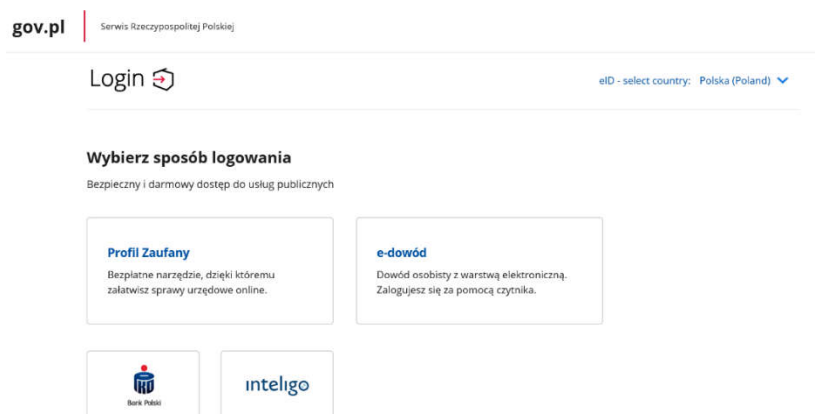 gov.pl Serwis Rzeczypospolitej Polskiej
Login eID - select country: Polska (Poland)
Wybierz sposób logowania
Bezpieczny i darmowy dostęp do usług publicznych
Profil Zaufany
Bezpłatne narzędzie, dzięki któremu
załatwisz sprawy urzędowe online.
e-dowód
Dowód osobisty z warstwą elektroniczną.
Zalogujesz się za pomocą czytnika.
PKO
Bank Polski
inteligo